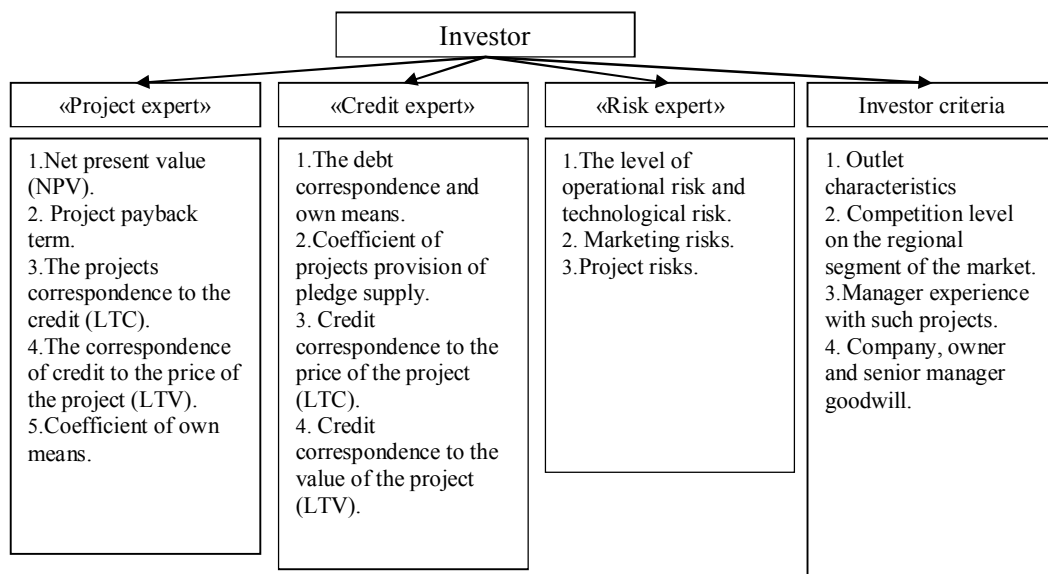 Investor
«Project expert»
«Credit expert»
«Risk expert»
Investor criteria
1.Net present value
(NPV).
2. Project payback
term.
3.The projects
correspondence to the
credit (LTC).
4.The correspondence
of credit to the price of
the project (LTV).
5.Coefficient of own
means.
1.The debt
correspondence and
own means.
2.Coefficient of
projects provision of
pledge supply.
3. Credit
correspondence to the
price of the project
(LTC).
4. Credit
correspondence to the
value of the project
(LTV).
1.The level of
operational risk and
technological risk.
2. Marketing risks.
3.Project risks.
1. Outlet
characteristics
2. Competition level
on the regional
segment of the market.
3.Manager experience
with such projects.
4. Company, owner
and senior manager
goodwill.